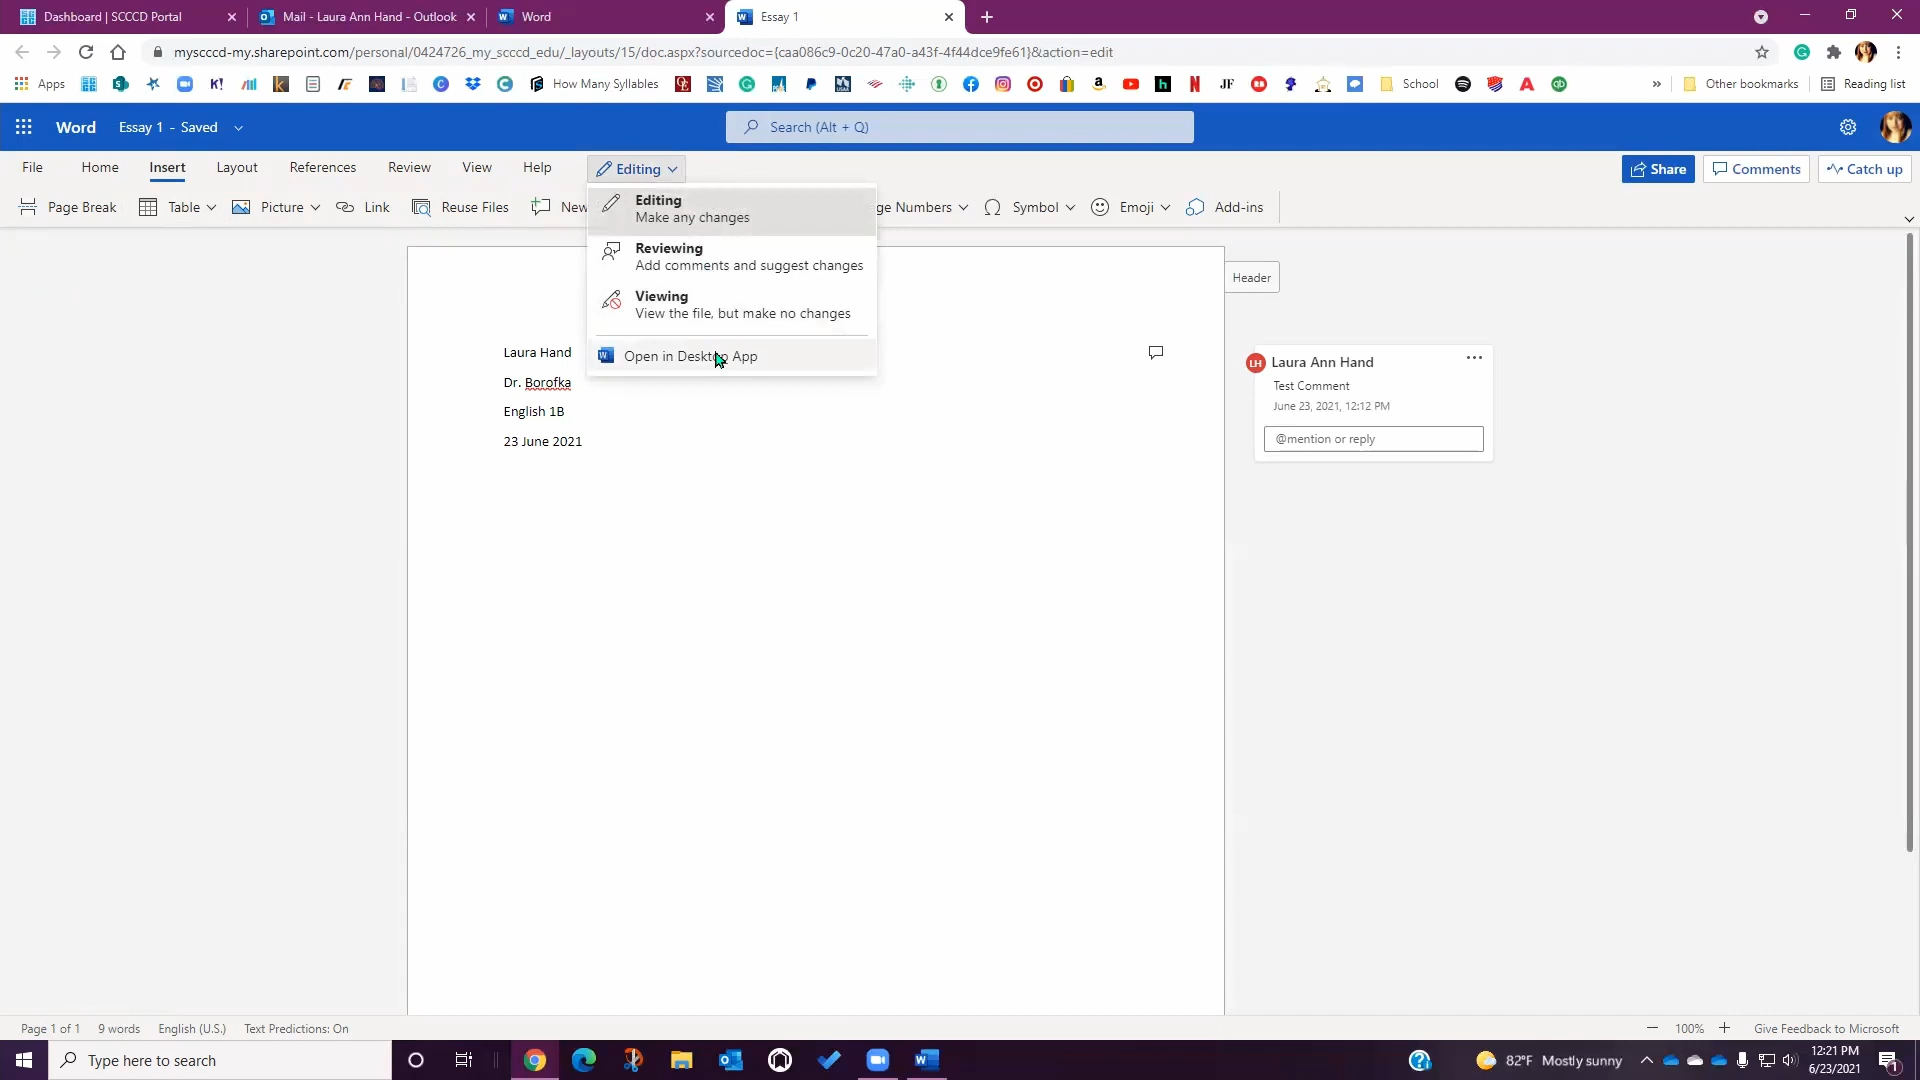 Dashboard | SCCCD Portal
Mail - Laura Ann Hand - Outlook
Word
Essay 1
myscccd-my.sharepoint.com/personal/0424726_my_scccd_edu/_layouts/15/doc.aspx?sourcedoc={caa086c9-0c20-47a0-a43f-4f44dce9fe61}&action=edit
Apps
How Many Syllables
School
Other bookmarks
Reading list
Word
Essay 1 - Saved
Search (Alt + Q)
File
Home
Insert
Layout
References
Review
View
Help
Editing
Share
Comments
Catch up
Page Break
Table
Picture
Link
Reuse Files
New
ge Numbers
Symbol
Emoji
Add-ins
Editing
Make any changes
Reviewing
Add comments and suggest changes
Viewing
View the file, but make no changes
Open in Desktop App
Header
Laura Hand
Dr. Borofka
English 1B
23 June 2021
LH
Laura Ann Hand
Test Comment
June 23, 2021, 12:12 PM
@mention or reply
Page 1 of 1
9 words
English (U.S.)
Text Predictions: On
100%
Give Feedback to Microsoft
Type here to search
82°F Mostly sunny
12:21 PM
6/23/2021
1